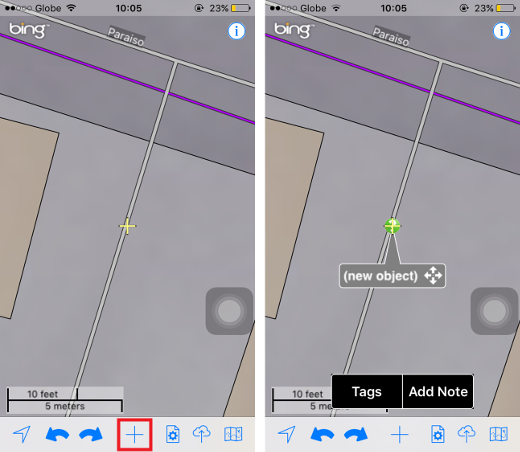 Globe 10:05 23%
bing
Paraiso
10 feet
5 meters
Globe 10:05 23%
bing
Paraiso
(new object)
10 feet
5 meters
Tags Add Note